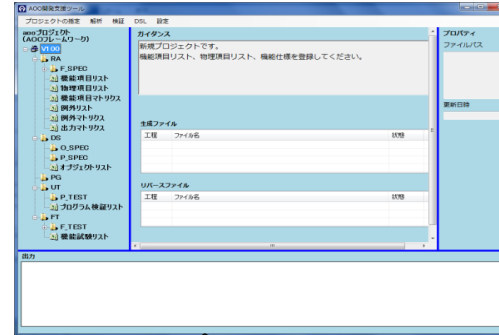 AOO開発支援ツール
プロジェクトの指定 解析 検証 DSL 設定
aooプロジェクト
(AOOフレームワーク)
V1.00
RA
F_SPEC
機能項目リスト
物理項目リスト
機能項目マトリクス
例外リスト
例外マトリクス
出力マトリクス
DS
O_SPEC
P_SPEC
オブジェクトリスト
PG
UT
P_TEST
プログラム検証リスト
FT
F_TEST
機能試験リスト
ガイダンス
新規プロジェクトです。
機能項目リスト、物理項目リスト、機能仕様を登録してください。
生成ファイル
工程 ファイル名 状態
リバースファイル
工程 ファイル名 状態
プロパティ
ファイルパス
更新日時
出力